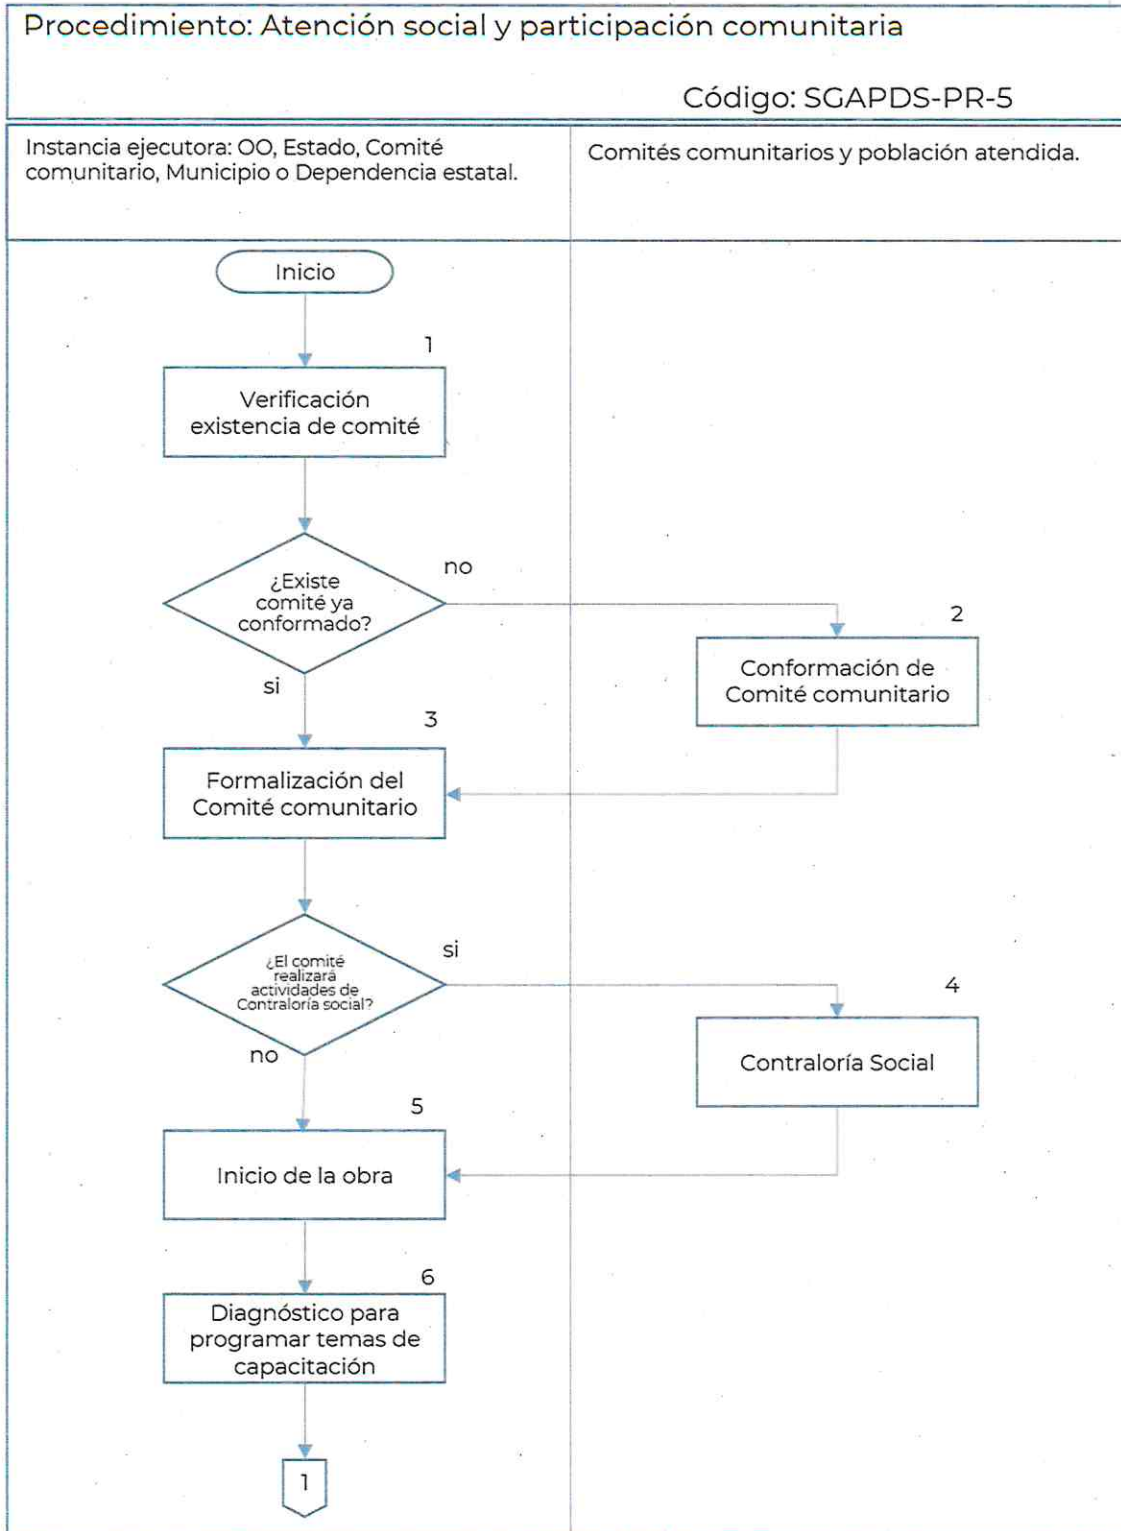 Procedimiento: Atención social y participación comunitaria
Código: SGAPDS-PR-5
Instancia ejecutora: OO, Estado, Comité
comunitario, Municipio o Dependencia estatal.
Comités comunitarios y población atendida.
Inicio
1
Verificación
existencia de comité
¿Existe
comité ya
conformado?
no
si
2
Conformación de
Comité comunitario
3
Formalización del
Comité comunitario
¿El comité
realizará
actividades de
Contraloría social?
si
no
4
Contraloría Social
5
Inicio de la obra
6
Diagnóstico para
programar temas de
capacitación
1